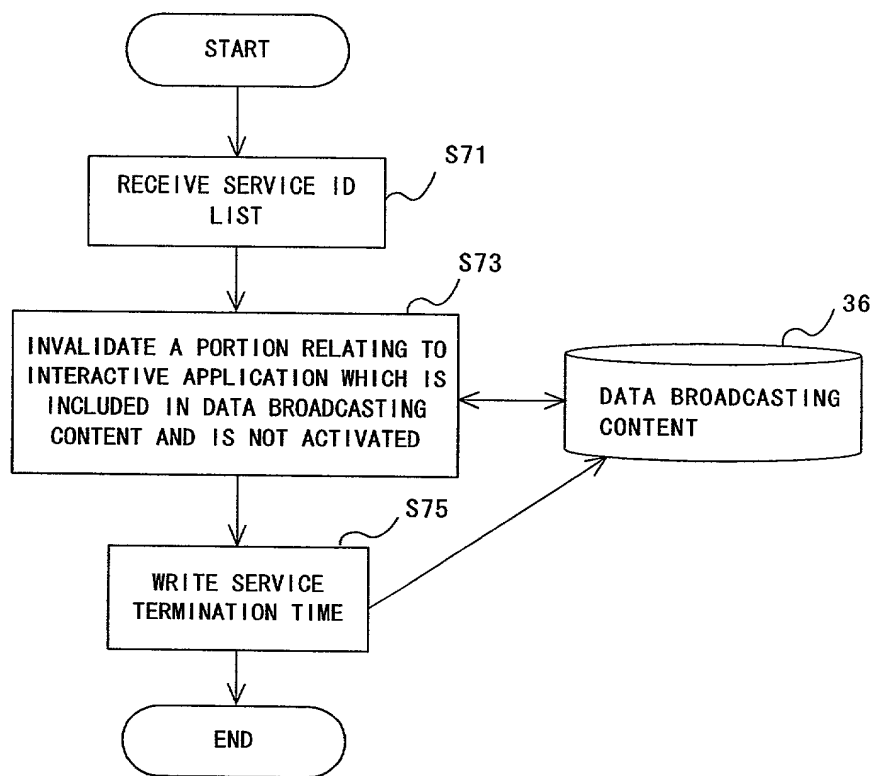 START
S71
RECEIVE SERVICE ID
LIST
S73
INVALIDATE A PORTION RELATING TO
INTERACTIVE APPLICATION WHICH IS
INCLUDED IN DATA BROADCASTING
CONTENT AND IS NOT ACTIVATED
36
DATA BROADCASTING
CONTENT
S75
WRITE SERVICE
TERMINATION TIME
END